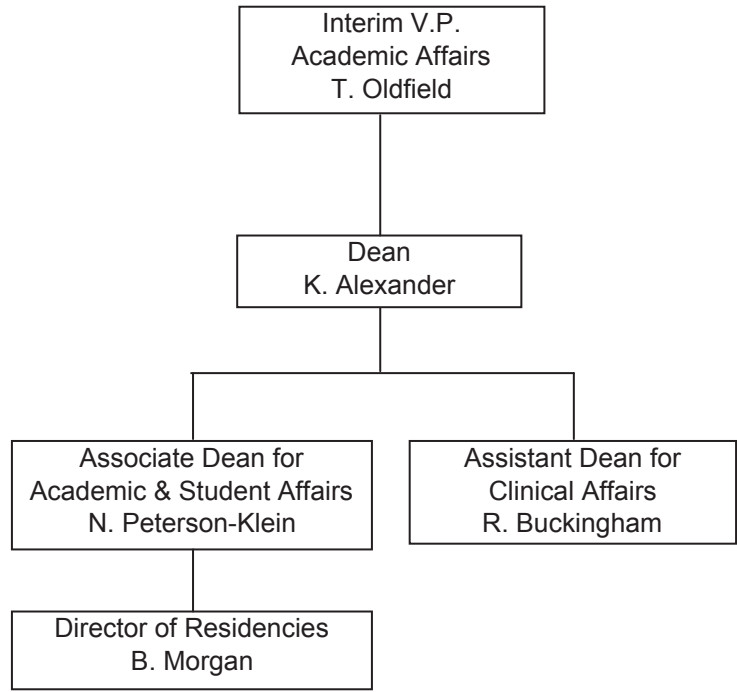 Interim V.P.
Academic Affairs
T. Oldfield
Dean
K. Alexander
Associate Dean for
Academic & Student Affairs
N. Peterson-Klein
Assistant Dean for
Clinical Affairs
R. Buckingham
Director of Residencies
B. Morgan